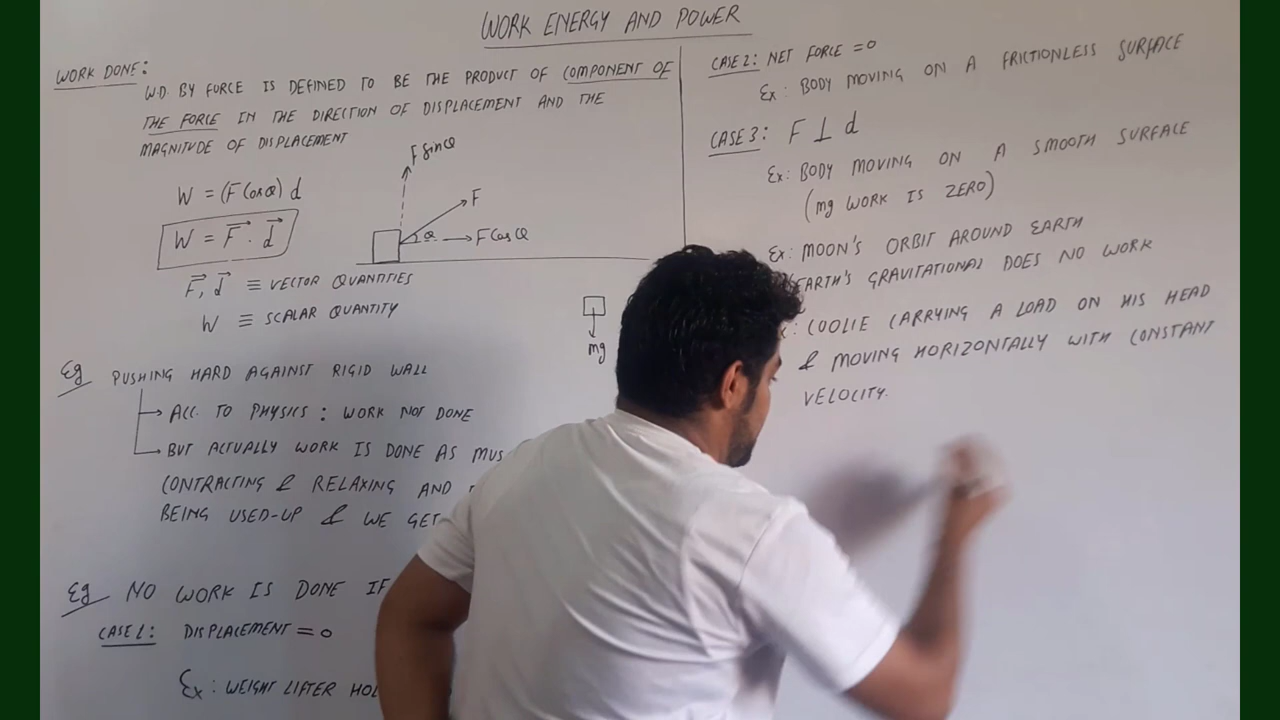 WORK ENERGY AND POWER
WORK DONE:
W.D. BY FORCE IS DEFINED TO BE THE PRODUCT OF COMPONENT OF
THE FORCE IN THE DIRECTION OF DISPLACEMENT AND THE
MAGNITUDE OF DISPLACEMENT
W = (F Cosθ) d
W = F⃗ . d⃗
F⃗, d⃗ ≡ VECTOR QUANTITIES
W ≡ SCALAR QUANTITY
F sinθ
F
θ
F Cosθ
Eg PUSHING HARD AGAINST RIGID WALL
ACC. TO PHYSICS : WORK NOT DONE
BUT ACTUALLY WORK IS DONE AS
CONTRACTING & RELAXING AND
BEING USED-UP & WE GET
Eg NO WORK IS DONE IF
CASE 1: DISPLACEMENT = 0
Ex: WEIGHT LIFTER
mg
CASE 2: NET FORCE = 0
Ex: BODY MOVING ON A FRICTIONLESS SURFACE
CASE 3: F ⊥ d
Ex: BODY MOVING ON A SMOOTH SURFACE
(mg WORK IS ZERO)
Ex: MOON'S ORBIT AROUND EARTH
EARTH'S GRAVITATIONAL DOES NO WORK
: COOLIE CARRYING A LOAD ON HIS HEAD
& MOVING HORIZONTALLY WITH CONSTANT
VELOCITY.